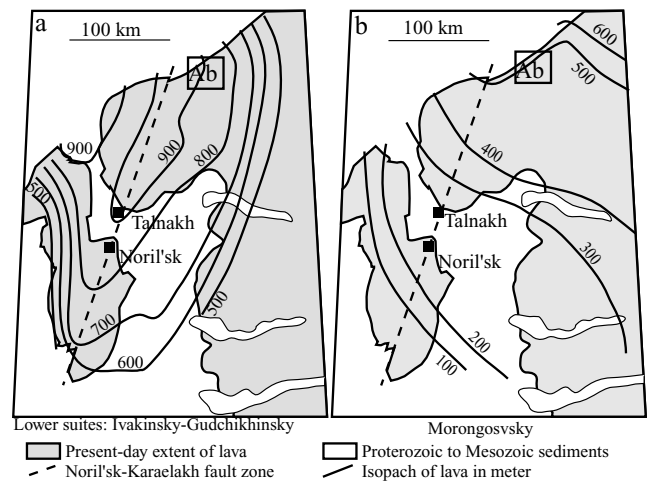 a
100 km
Ab
900
900
800
500
Talnakh
Noril'sk
700
500
600
Lower suites: Ivakinsky-Gudchikhinsky
b
100 km
600
Ab
500
400
Talnakh
Noril'sk
300
200
100
Morongosvsky
Present-day extent of lava
Proterozoic to Mesozoic sediments
Noril'sk-Karaelakh fault zone
Isopach of lava in meter